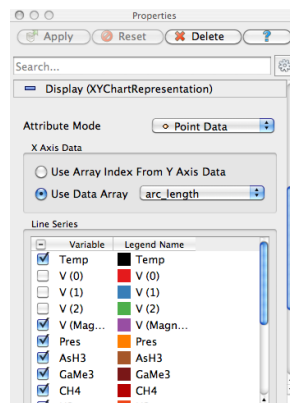 Properties
Apply Reset Delete ?
Search...
Display (XYChartRepresentation)
Attribute Mode Point Data
X Axis Data
Use Array Index From Y Axis Data
Use Data Array arc_length
Line Series
Variable Legend Name
Temp Temp
V (0) V (0)
V (1) V (1)
V (2) V (2)
V (Mag... V (Magn...
Pres Pres
AsH3 AsH3
GaMe3 GaMe3
CH4 CH4